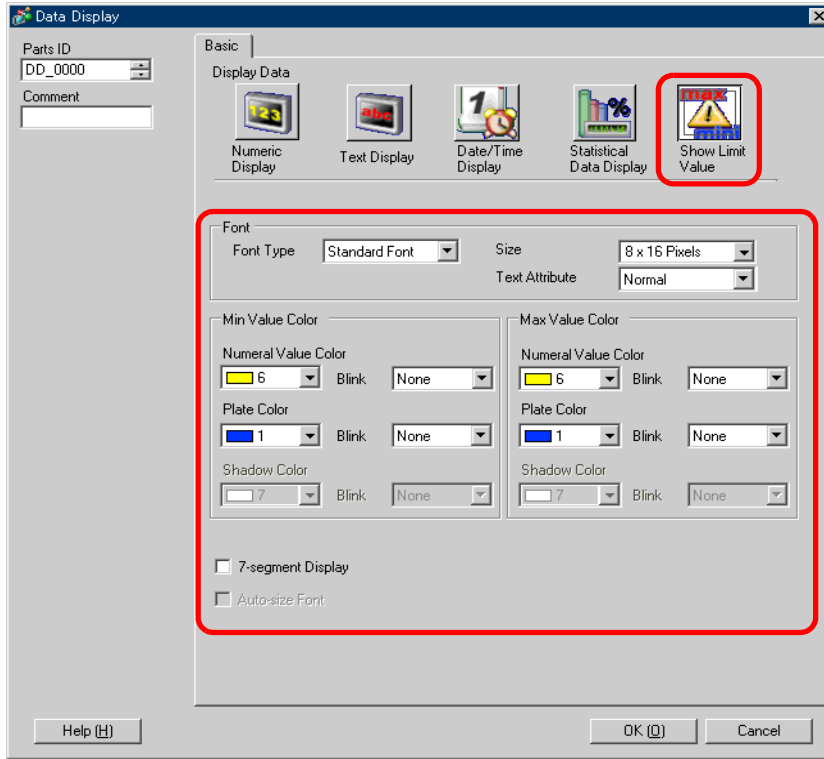 Data Display
Parts ID
DD_0000
Comment
Basic
Display Data
123
abc
1
%
max
mini
Numeric
Display
Text Display
Date/Time
Display
Statistical
Data Display
Show Limit
Value
Font
Font Type Standard Font Size 8 x 16 Pixels
Text Attribute Normal
Min Value Color
Numeral Value Color
6 Blink None
Plate Color
1 Blink None
Shadow Color
7 Blink None
Max Value Color
Numeral Value Color
6 Blink None
Plate Color
1 Blink None
Shadow Color
7 Blink None
7-segment Display
Auto-size Font
Help (H)
OK (O)
Cancel